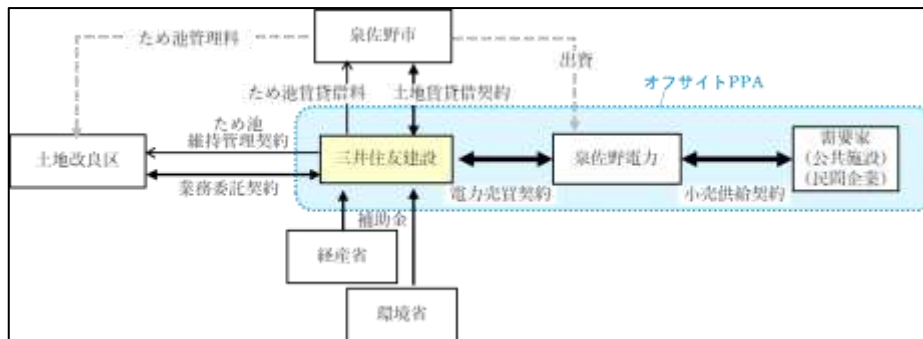 ため池管理料
泉佐野市
出資
オフサイトPPA
ため池賃貸借料
土地賃貸借契約
ため池
維持管理契約
土地改良区
三井住友建設
泉佐野電力
需要家
(公共施設)
(民間企業)
業務委託契約
電力売買契約
小売供給契約
補助金
経産省
環境省